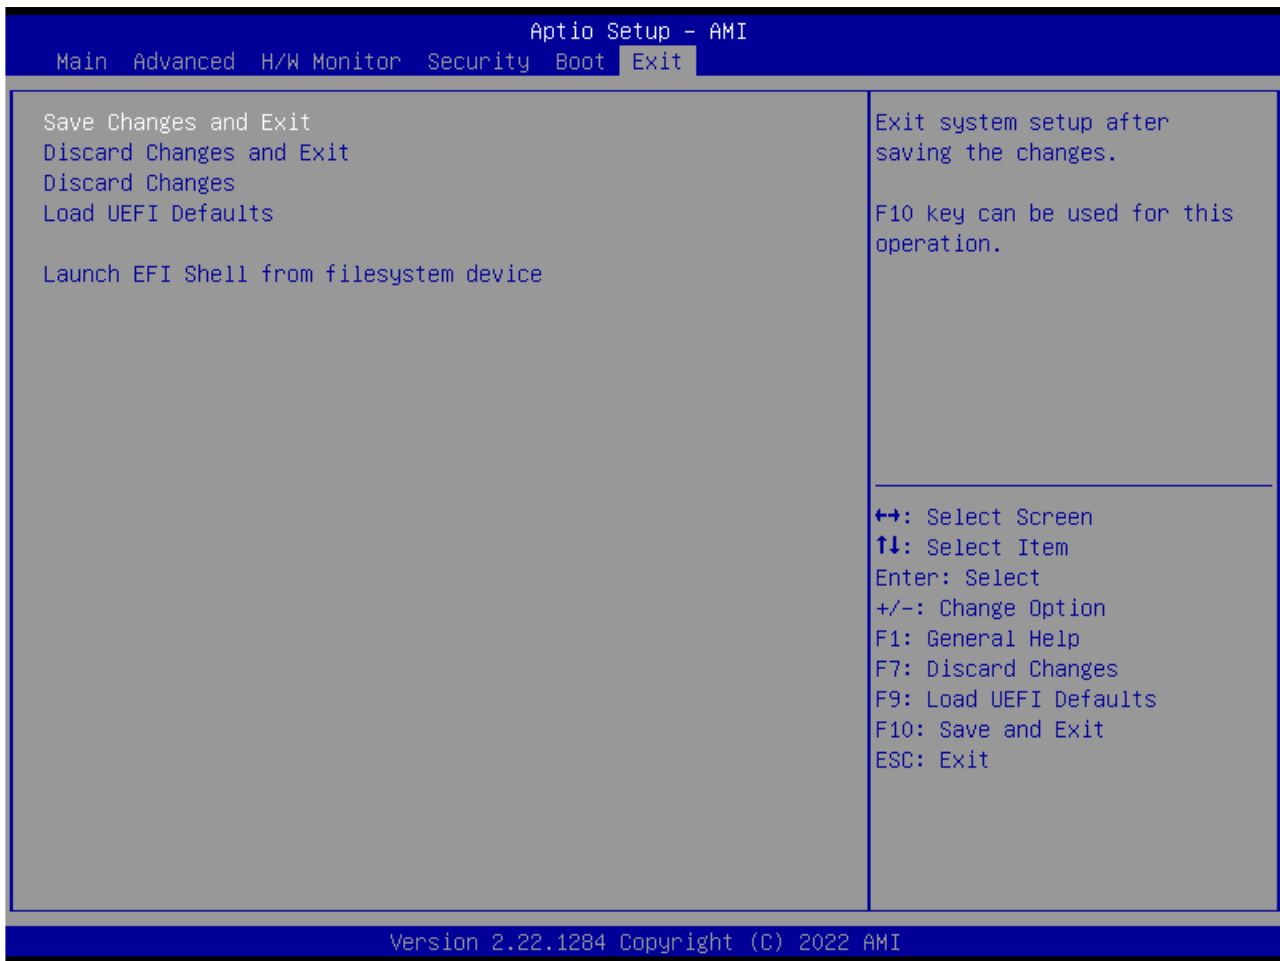 Aptio Setup - AMI
Main Advanced H/W Monitor Security Boot Exit
Save Changes and Exit
Discard Changes and Exit
Discard Changes
Load UEFI Defaults
Launch EFI Shell from filesystem device
Exit system setup after
saving the changes.
F10 key can be used for this
operation.
↔: Select Screen
↑↓: Select Item
Enter: Select
+/-: Change Option
F1: General Help
F7: Discard Changes
F9: Load UEFI Defaults
F10: Save and Exit
ESC: Exit
Version 2.22.1284 Copyright (C) 2022 AMI